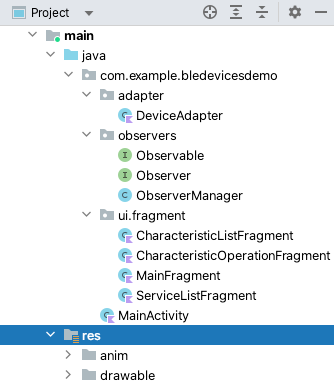 Project
main
java
com.example.bledevicesdemo
adapter
DeviceAdapter
observers
Observable
Observer
ObserverManager
ui.fragment
CharacteristicListFragment
CharacteristicOperationFragment
MainFragment
ServiceListFragment
MainActivity
res
anim
drawable